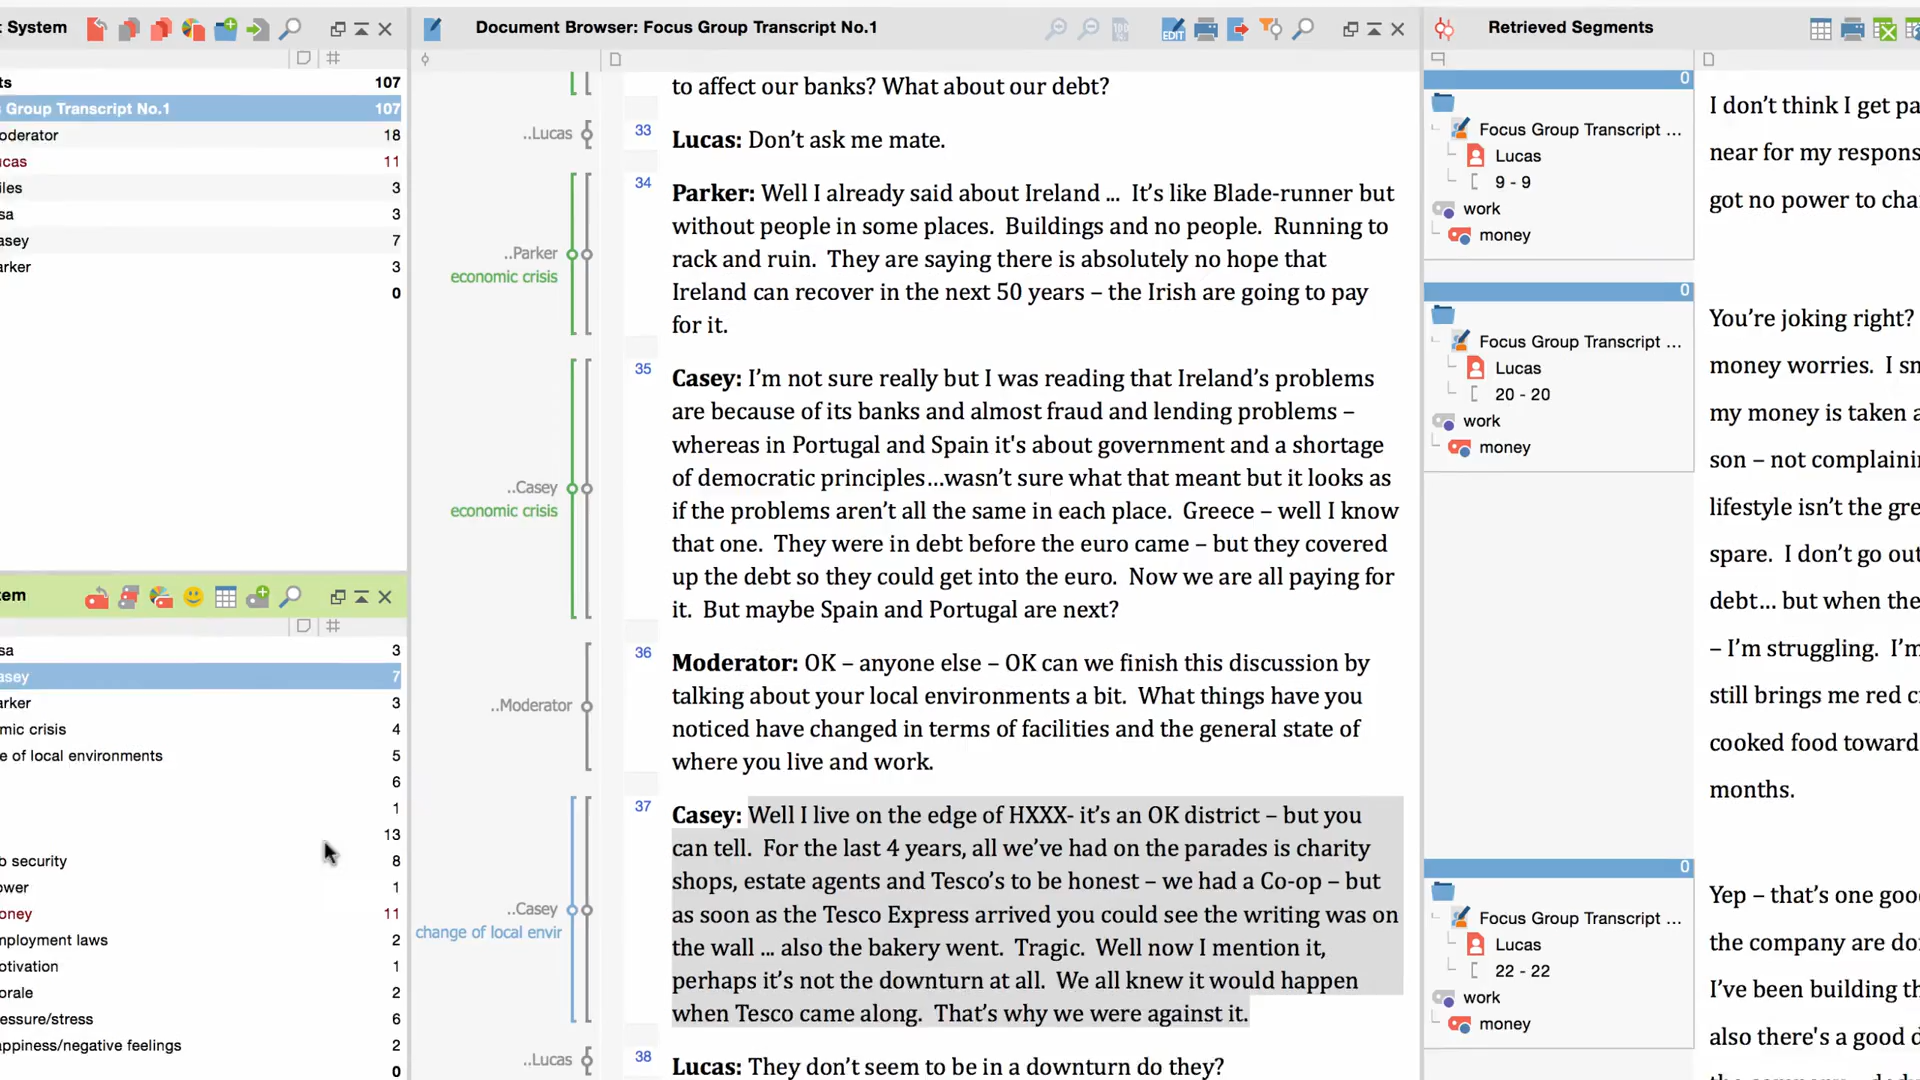 t System
ts 107
s Group Transcript No.1 107
oderator 18
ucas 11
iles 3
sa 3
asey 7
arker 3
0
tem
sa 3
asey 7
arker 3
mic crisis 4
e of local environments 5
6
1
13
b security 8
ower 1
oney 11
mployment laws 2
otivation 1
orale 2
essure/stress 6
appiness/negative feelings 2
0
Document Browser: Focus Group Transcript No.1
EDIT
to affect our banks? What about our debt?
..Lucas
33
Lucas: Don’t ask me mate.
34
..Parker
economic crisis
Parker: Well I already said about Ireland ... It’s like Blade-runner but
without people in some places. Buildings and no people. Running to
rack and ruin. They are saying there is absolutely no hope that
Ireland can recover in the next 50 years – the Irish are going to pay
for it.
35
..Casey
economic crisis
Casey: I’m not sure really but I was reading that Ireland’s problems
are because of its banks and almost fraud and lending problems –
whereas in Portugal and Spain it's about government and a shortage
of democratic principles…wasn’t sure what that meant but it looks as
if the problems aren’t all the same in each place. Greece – well I know
that one. They were in debt before the euro came – but they covered
up the debt so they could get into the euro. Now we are all paying for
it. But maybe Spain and Portugal are next?
36
..Moderator
Moderator: OK – anyone else – OK can we finish this discussion by
talking about your local environments a bit. What things have you
noticed have changed in terms of facilities and the general state of
where you live and work.
37
..Casey
change of local envir
Casey: Well I live on the edge of HXXX- it’s an OK district – but you
can tell. For the last 4 years, all we’ve had on the parades is charity
shops, estate agents and Tesco’s to be honest – we had a Co-op – but
as soon as the Tesco Express arrived you could see the writing was on
the wall ... also the bakery went. Tragic. Well now I mention it,
perhaps it’s not the downturn at all. We all knew it would happen
when Tesco came along. That’s why we were against it.
..Lucas
38
Lucas: They don’t seem to be in a downturn do they?
Retrieved Segments
0
Focus Group Transcript ...
Lucas
9 - 9
work
money
I don’t think I get pa
near for my respons
got no power to cha
0
Focus Group Transcript ...
Lucas
20 - 20
work
money
You’re joking right?
money worries. I sn
my money is taken a
son – not complaini
lifestyle isn’t the gre
spare. I don’t go out
debt... but when the
– I’m struggling. I’m
still brings me red c
cooked food toward
months.
0
Focus Group Transcript ...
Lucas
22 - 22
work
money
Yep – that’s one goo
the company are do
I’ve been building th
also there's a good d